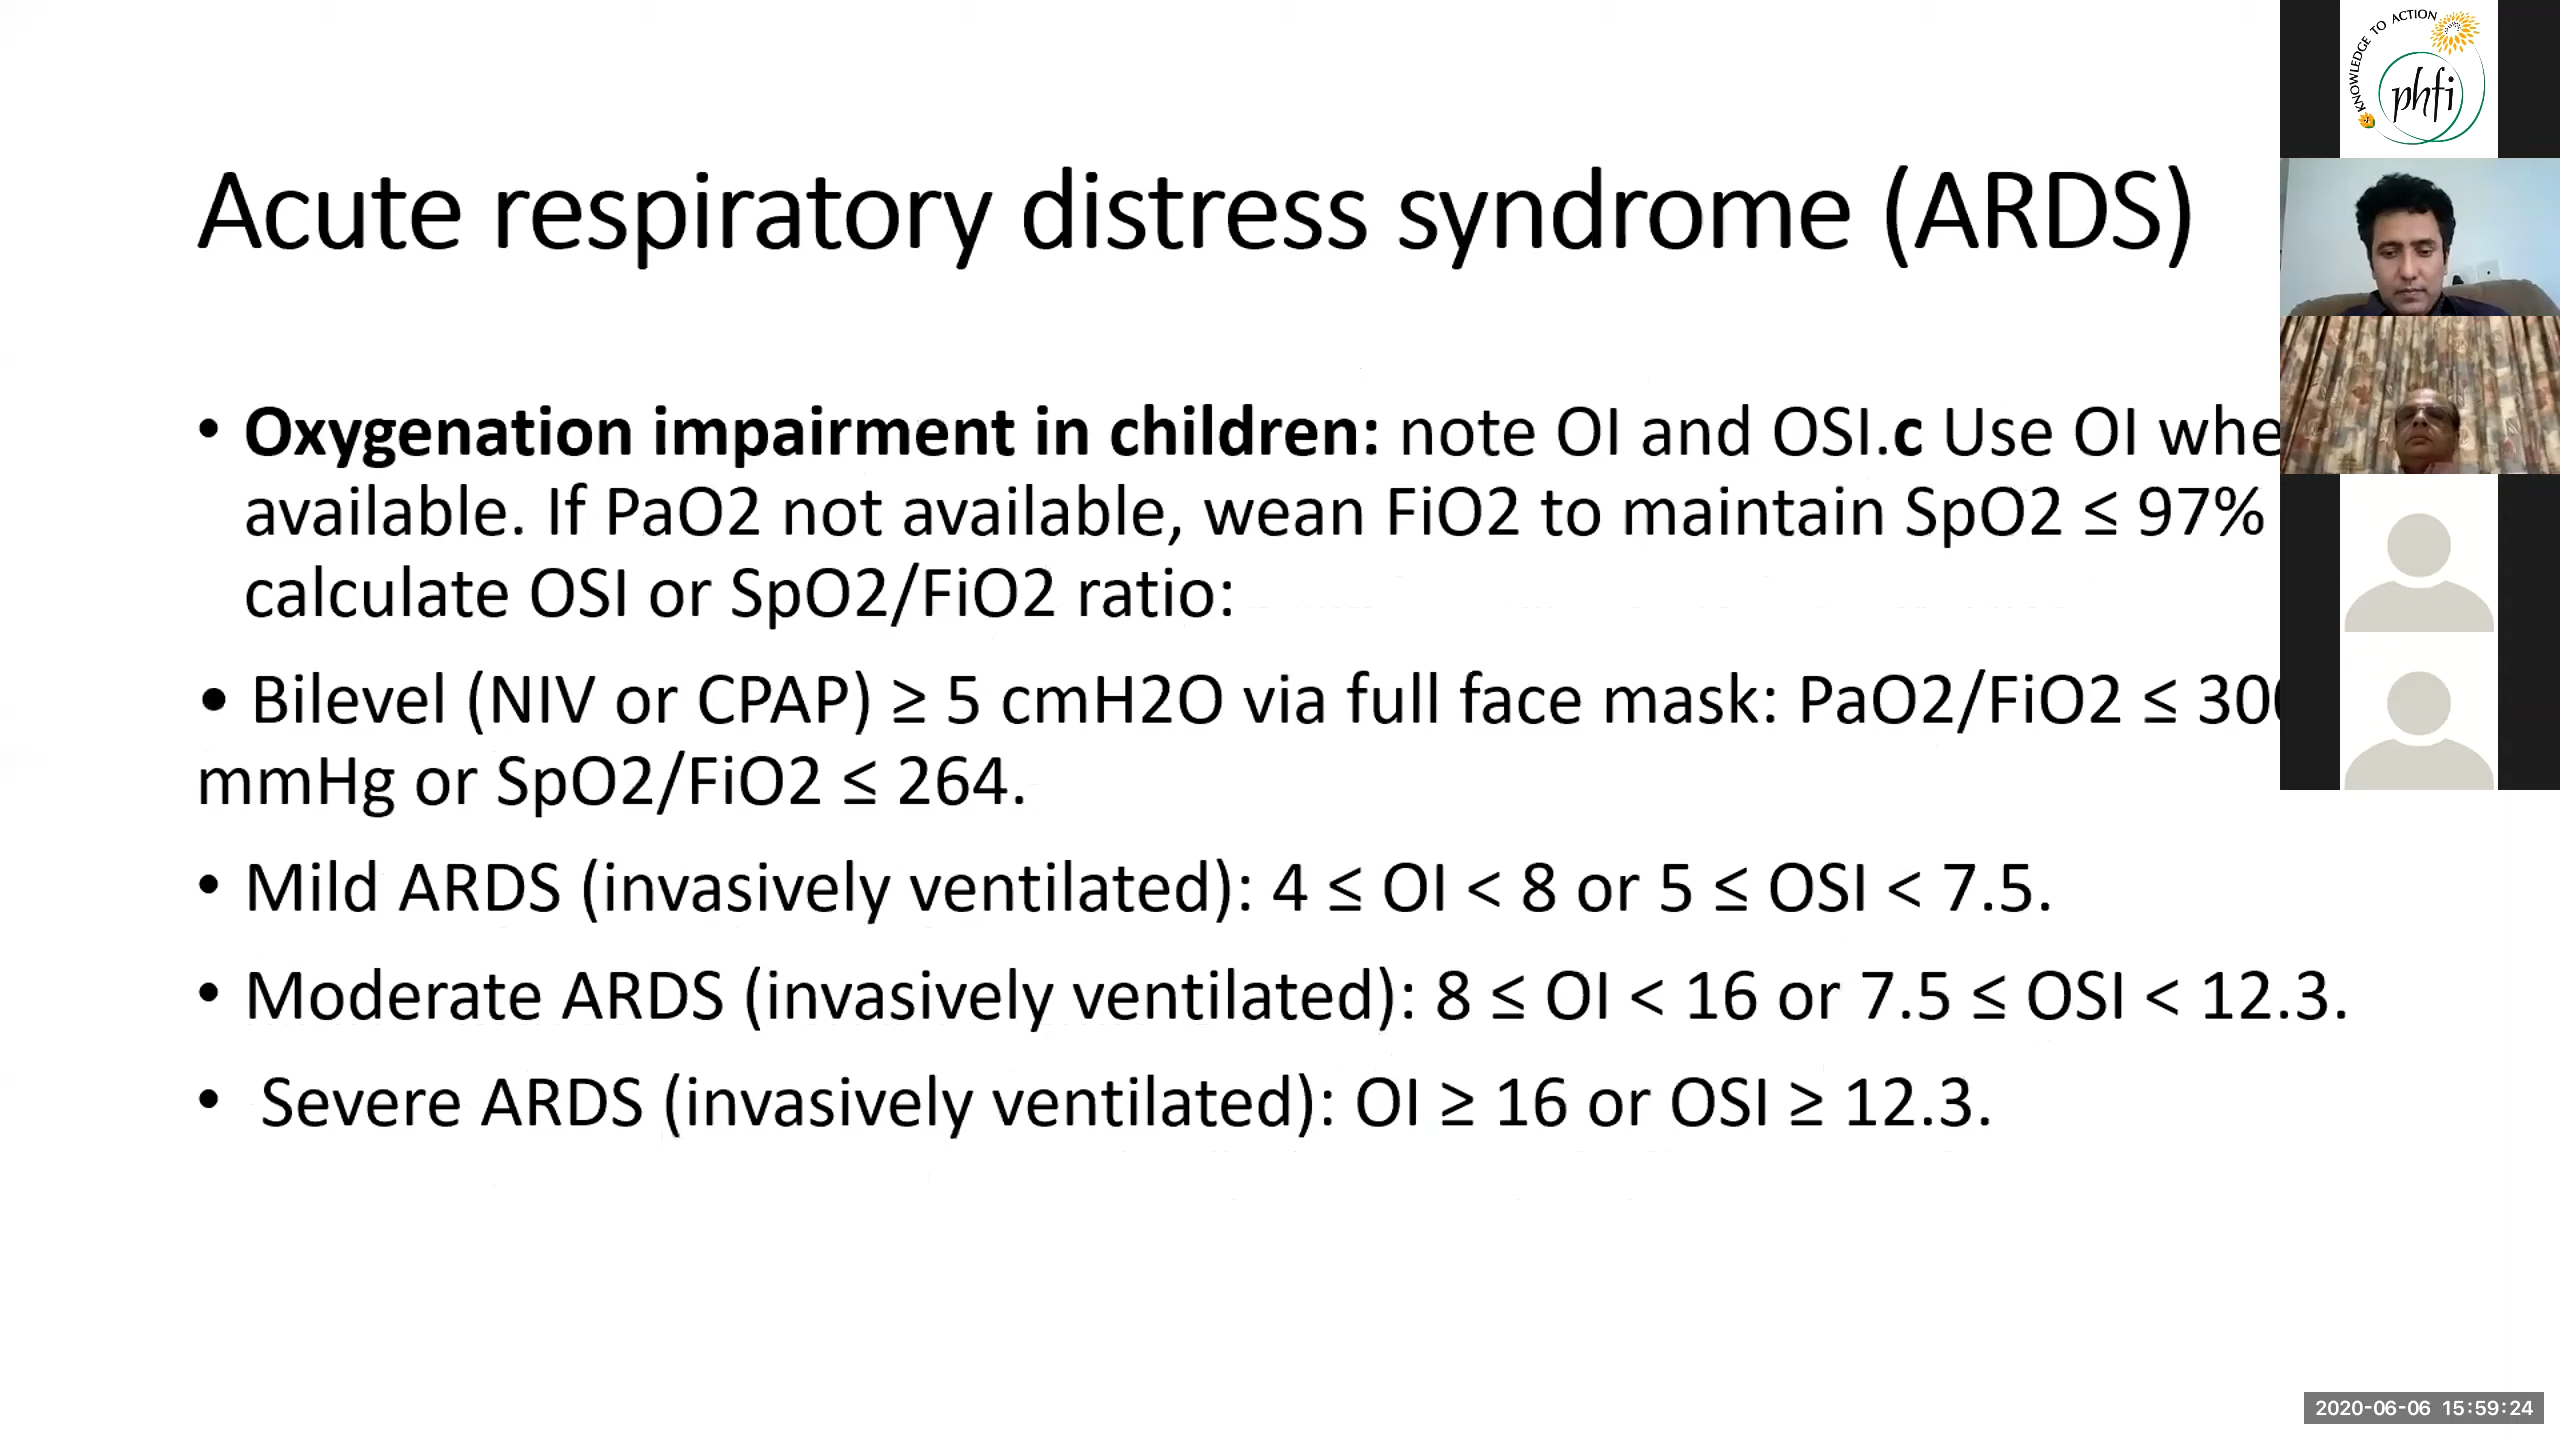 Acute respiratory distress syndrome (ARDS)
• Oxygenation impairment in children: note OI and OSI.c Use OI
available. If PaO2 not available, wean FiO2 to maintain SpO2 ≤ 97%
calculate OSI or SpO2/FiO2 ratio:
• Bilevel (NIV or CPAP) ≥ 5 cmH2O via full face mask: PaO2/FiO2 ≤
mmHg or SpO2/FiO2 ≤ 264.
• Mild ARDS (invasively ventilated): 4 ≤ OI < 8 or 5 ≤ OSI < 7.5.
• Moderate ARDS (invasively ventilated): 8 ≤ OI < 16 or 7.5 ≤ OSI < 12.3.
• Severe ARDS (invasively ventilated): OI ≥ 16 or OSI ≥ 12.3.
KNOWLEDGE TO ACTION
phfi
2020-06-06 15:59:24